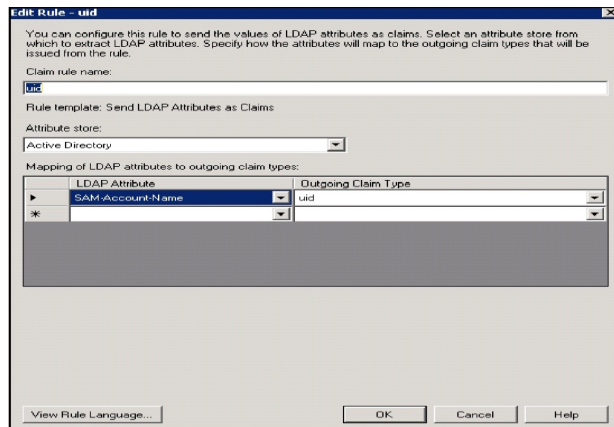 Edit Rule - uid
You can configure this rule to send the values of LDAP attributes as claims. Select an attribute store from
which to extract LDAP attributes. Specify how the attributes will map to the outgoing claim types that will be
issued from the rule.
Claim rule name:
uid
Rule template: Send LDAP Attributes as Claims
Attribute store:
Active Directory
Mapping of LDAP attributes to outgoing claim types:
LDAP Attribute Outgoing Claim Type
SAM-Account-Name uid
View Rule Language... OK Cancel Help